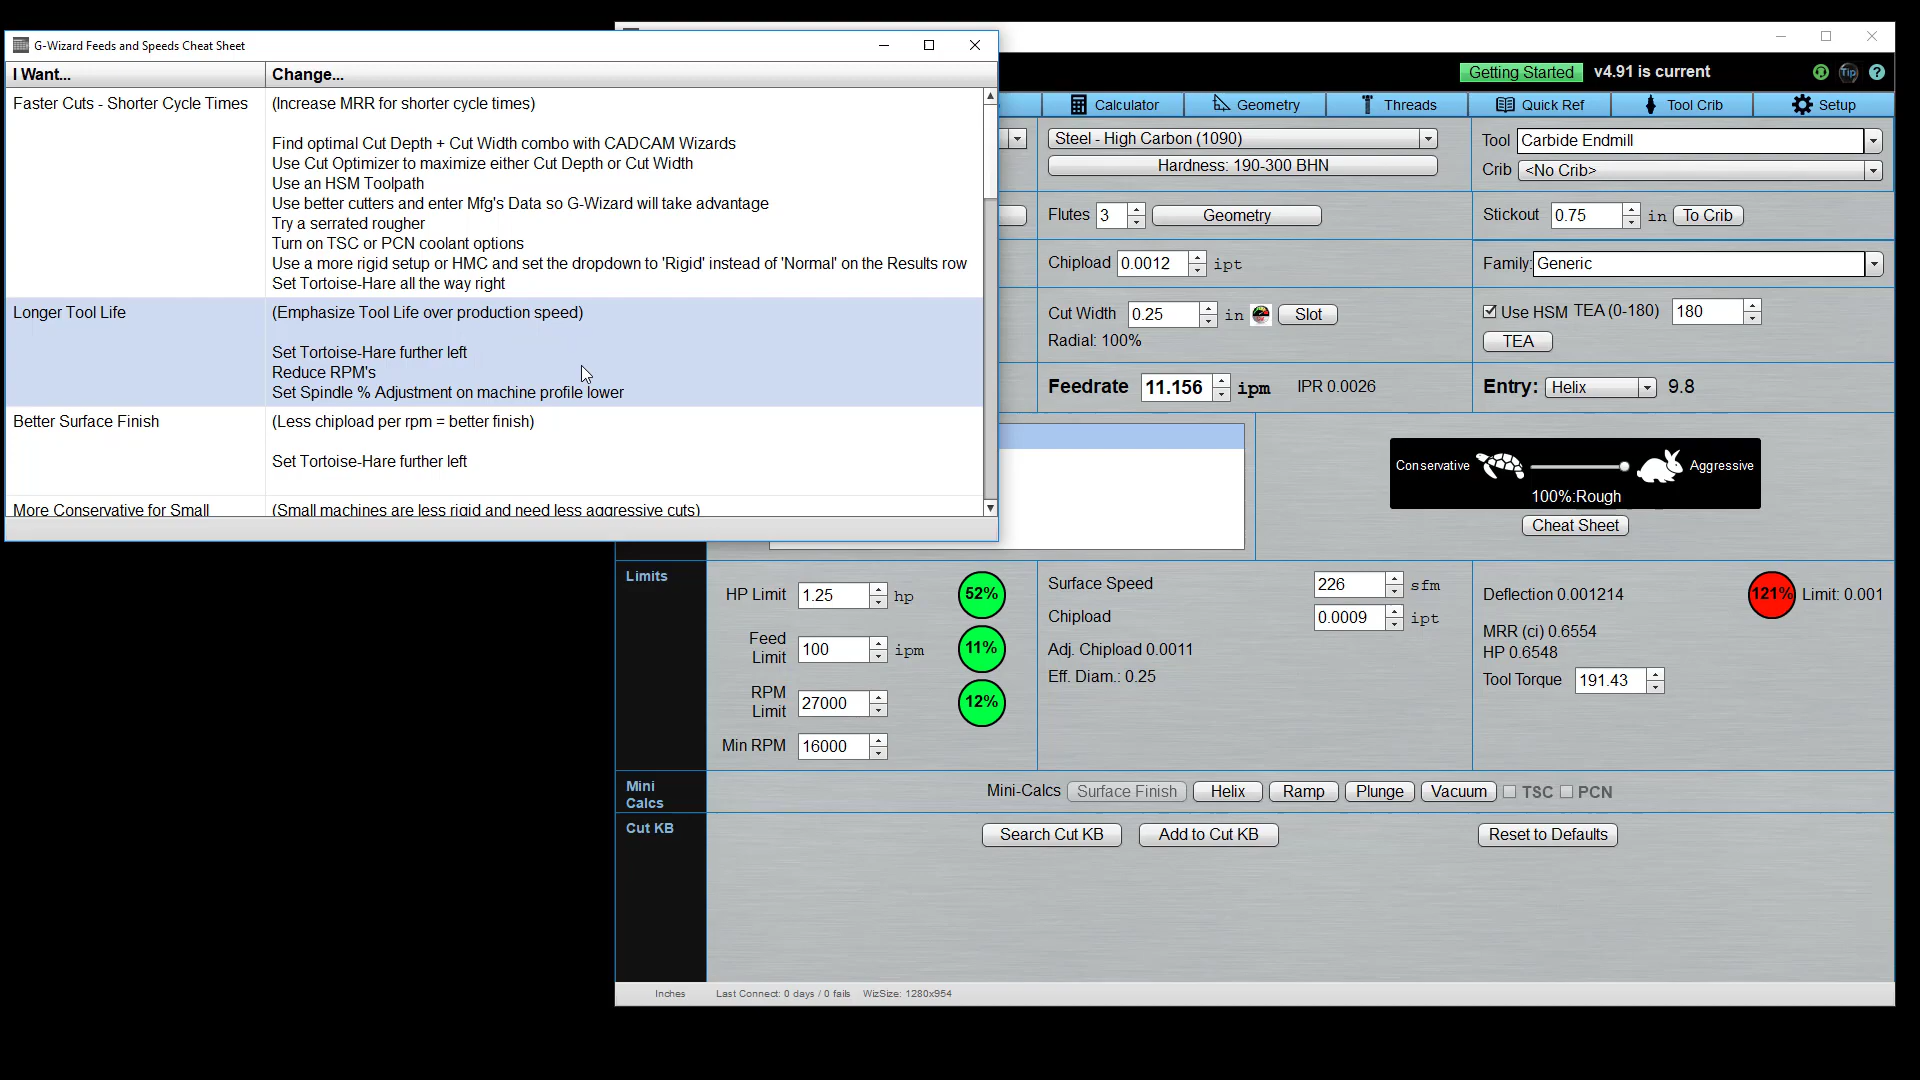 G-Wizard Feeds and Speeds Cheat Sheet
I Want...
Change...
Faster Cuts - Shorter Cycle Times
(Increase MRR for shorter cycle times)
Find optimal Cut Depth + Cut Width combo with CADCAM Wizards
Use Cut Optimizer to maximize either Cut Depth or Cut Width
Use an HSM Toolpath
Use better cutters and enter Mfg's Data so G-Wizard will take advantage
Try a serrated rougher
Turn on TSC or PCN coolant options
Use a more rigid setup or HMC and set the dropdown to 'Rigid' instead of 'Normal' on the Results row
Set Tortoise-Hare all the way right
Longer Tool Life
(Emphasize Tool Life over production speed)
Set Tortoise-Hare further left
Reduce RPM's
Set Spindle % Adjustment on machine profile lower
Better Surface Finish
(Less chipload per rpm = better finish)
Set Tortoise-Hare further left
More Conservative for Small
(Small machines are less rigid and need less aggressive cuts)
Getting Started
v4.91 is current
Tip
?
Calculator
Geometry
Threads
Quick Ref
Tool Crib
Setup
Steel - High Carbon (1090)
Hardness: 190-300 BHN
Tool
Carbide Endmill
Crib
<No Crib>
Flutes
3
Geometry
Stickout
0.75
in
To Crib
Chipload
0.0012
ipt
Family:
Generic
Cut Width
0.25
in
Slot
Radial: 100%
Use HSM
TEA (0-180)
180
TEA
Feedrate
11.156
ipm
IPR 0.0026
Entry:
Helix
9.8
Conservative
Aggressive
100%:Rough
Cheat Sheet
Limits
HP Limit
1.25
hp
52%
Feed
Limit
100
ipm
11%
RPM
Limit
27000
12%
Min RPM
16000
Surface Speed
226
sfm
Chipload
0.0009
ipt
Adj. Chipload 0.0011
Eff. Diam.: 0.25
Deflection 0.001214
121%
Limit: 0.001
MRR (ci) 0.6554
HP 0.6548
Tool Torque
191.43
Mini
Calcs
Mini-Calcs
Surface Finish
Helix
Ramp
Plunge
Vacuum
TSC
PCN
Cut KB
Search Cut KB
Add to Cut KB
Reset to Defaults
Inches
Last Connect: 0 days / 0 fails
WizSize: 1280x954